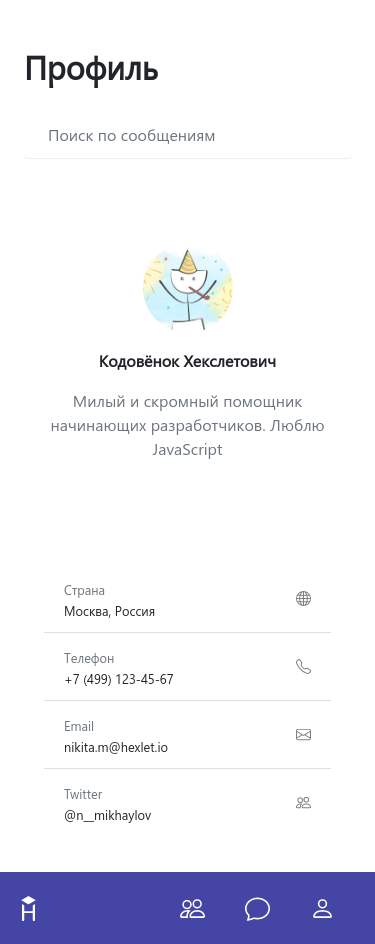 Профиль
Поиск по сообщениям
Кодовёнок Хекслетович
Милый и скромный помощник
начинающих разработчиков. Люблю
JavaScript
Страна
Москва, Россия
Телефон
+7 (499) 123-45-67
Email
nikita.m@hexlet.io
Twitter
@n__mikhaylov